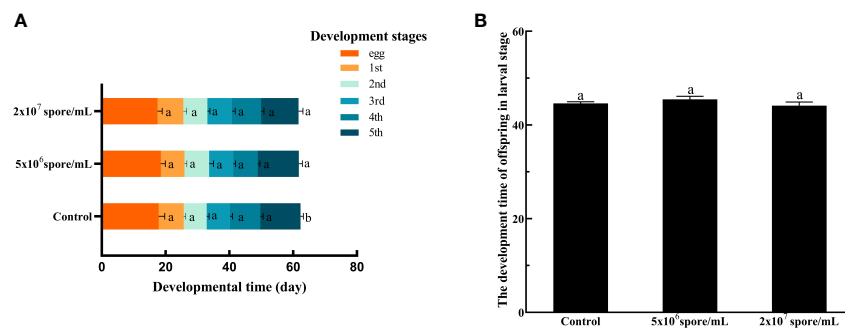 A
Development stages
egg
1st
2nd
3rd
4th
5th
2x10⁷ spore/mL a a a a a a
5x10⁶ spore/mL a a a a a a
Control a a a a a b
0 20 40 60 80
Developmental time (day)
B
The development time of offspring in larval stage
60
40
20
0
a a a
Control 5x10⁶spore/mL 2x10⁷ spore/mL